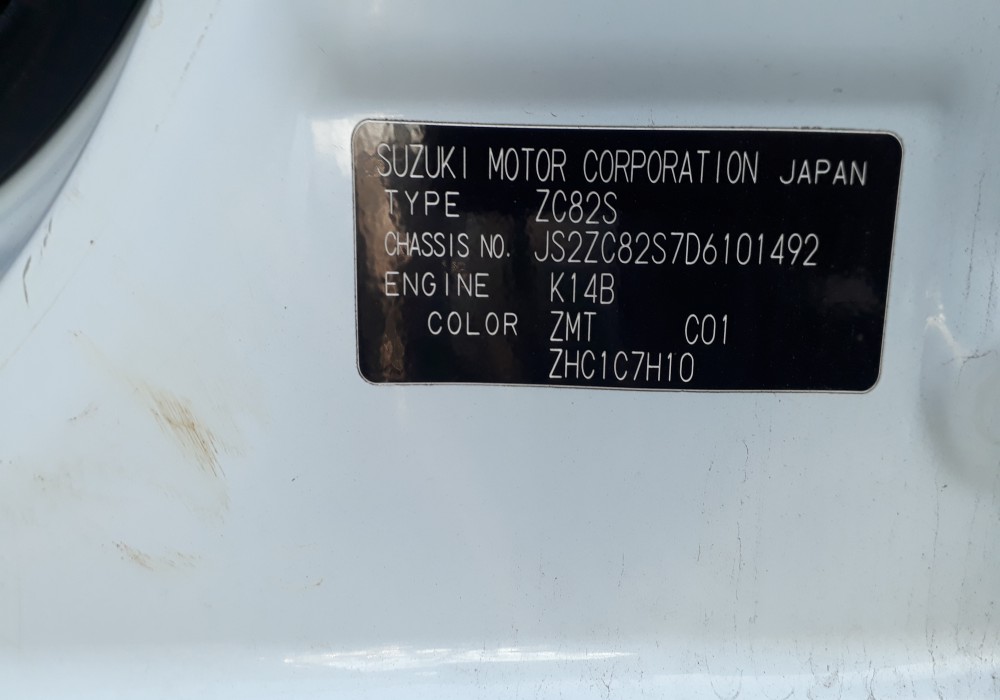 SUZUKI MOTOR CORPORATION JAPAN
TYPE ZC82S
CHASSIS NO. JS2ZC82S7D6101492
ENGINE K14B
COLOR ZMT C01
ZHC1C7H10